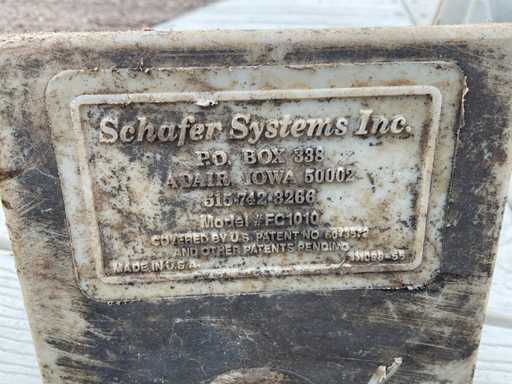 Schafer Systems Inc.
P.O. BOX 338
ADAIR IOWA 50002
515-742-3266
Model #FC1010
COVERED BY U.S. PATENT NO.
AND OTHER PATENTS PENDING
MADE IN U.S.A.